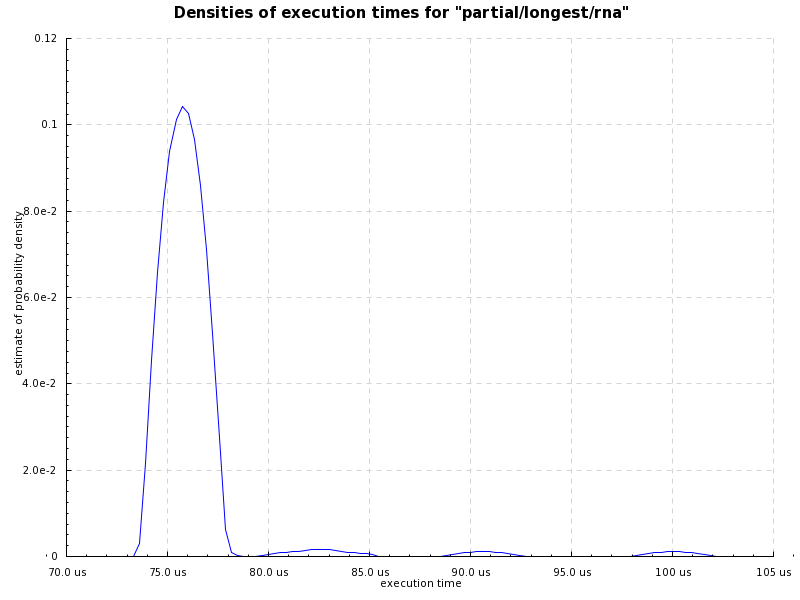 Densities of execution times for "partial/longest/rna"
0.12
0.1
8.0e-2
6.0e-2
4.0e-2
2.0e-2
0
estimate of probability density
70.0 us 75.0 us 80.0 us 85.0 us 90.0 us 95.0 us 100 us 105 us
execution time